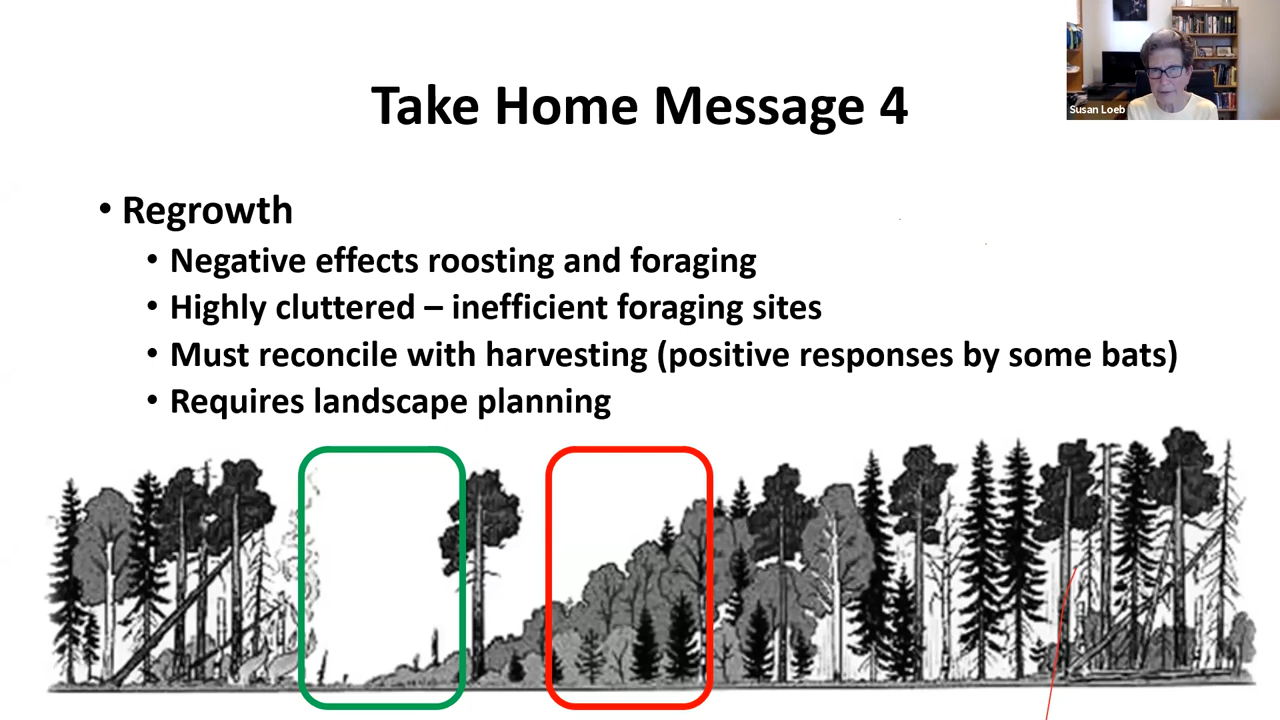 Susan Loeb
Take Home Message 4
• Regrowth
• Negative effects roosting and foraging
• Highly cluttered – inefficient foraging sites
• Must reconcile with harvesting (positive responses by some bats)
• Requires landscape planning